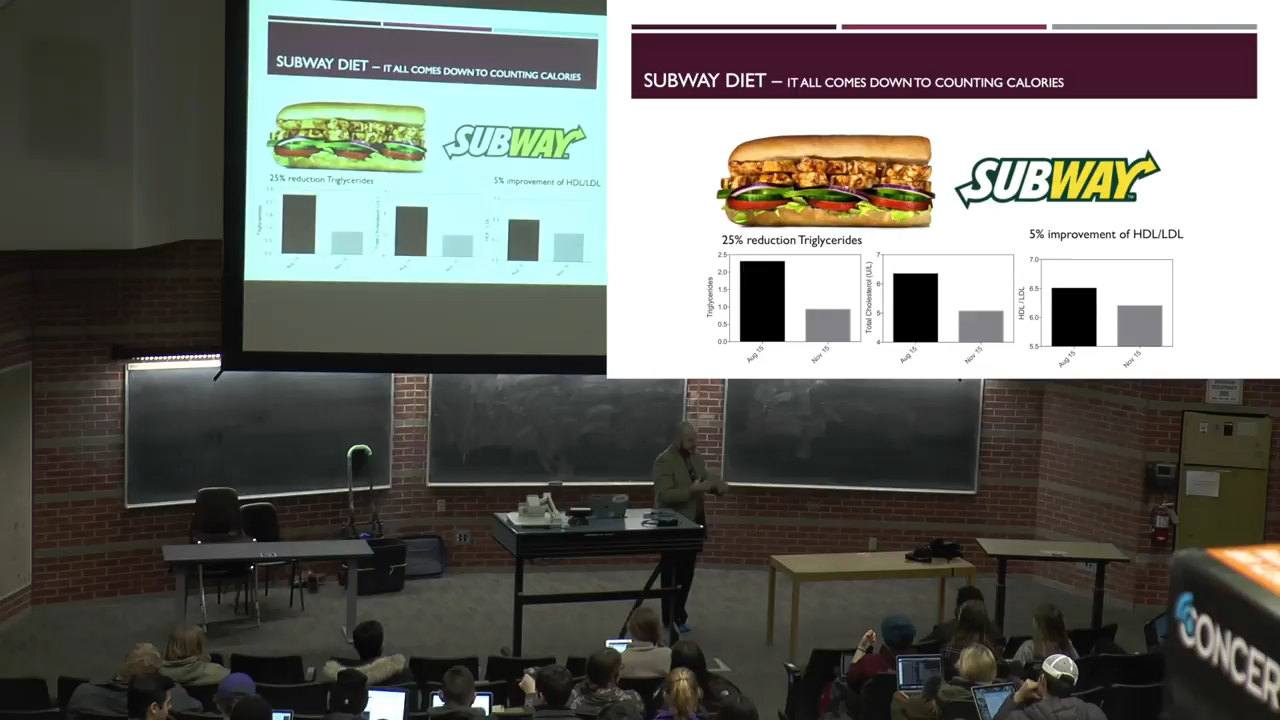 SUBWAY DIET – IT ALL COMES DOWN TO COUNTING CALORIES
SUBWAY
25% reduction Triglycerides
5% improvement of HDL/LDL
SUBWAY DIET – IT ALL COMES DOWN TO COUNTING CALORIES
SUBWAY
25% reduction Triglycerides
5% improvement of HDL/LDL
Triglycerides
2.5
2.0
1.5
1.0
0.5
0.0
Aug 15
Nov 15
Total Cholesterol (U/L)
7
6
5
4
Aug 15
Nov 15
HDL / LDL
7.0
6.5
6.0
5.5
Aug 15
Nov 15
CONCER